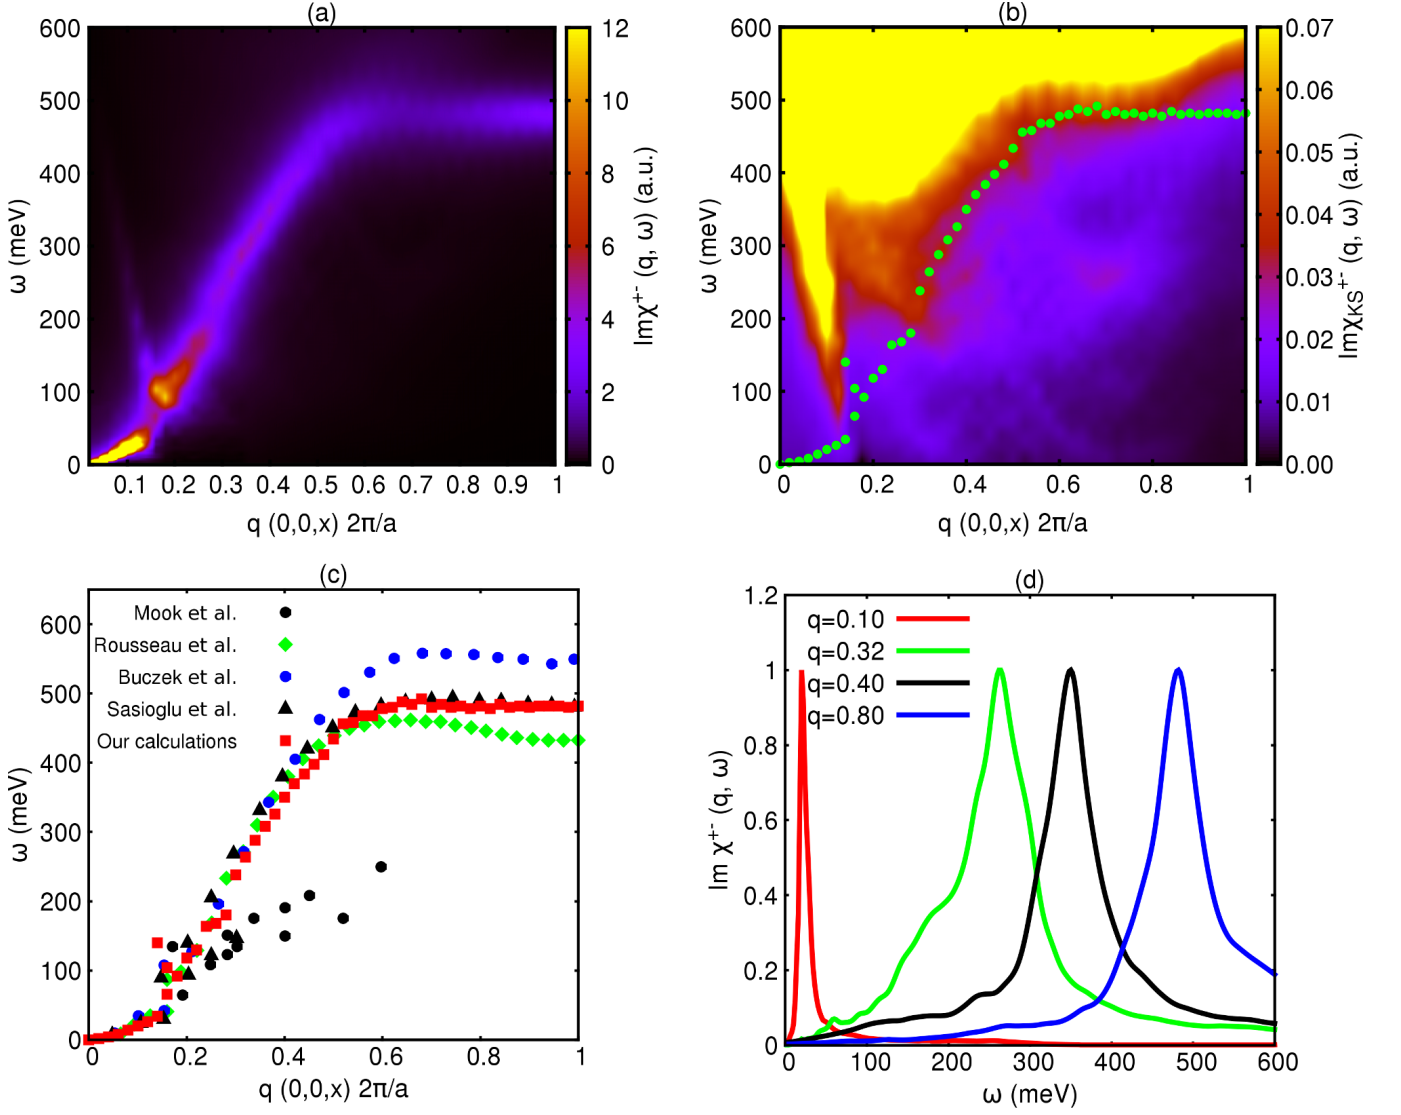 (a)
600
500
400
300
200
100
0
ω (meV)
0.1 0.2 0.3 0.4 0.5 0.6 0.7 0.8 0.9 1
q (0,0,x) 2π/a
12
10
8
6
4
2
0
Imχ⁺⁻ (q, ω) (a.u.)
(b)
600
500
400
300
200
100
0
ω (meV)
0 0.2 0.4 0.6 0.8 1
q (0,0,x) 2π/a
0.07
0.06
0.05
0.04
0.03
0.02
0.01
0.00
ImχKS⁺⁻ (q, ω) (a.u.)
(c)
600
500
400
300
200
100
0
ω (meV)
Mook et al.
Rousseau et al.
Buczek et al.
Sasioglu et al.
Our calculations
0 0.2 0.4 0.6 0.8 1
q (0,0,x) 2π/a
(d)
1.2
1
0.8
0.6
0.4
0.2
0
Im χ⁺⁻ (q, ω)
q=0.10
q=0.32
q=0.40
q=0.80
0 100 200 300 400 500 600
ω (meV)